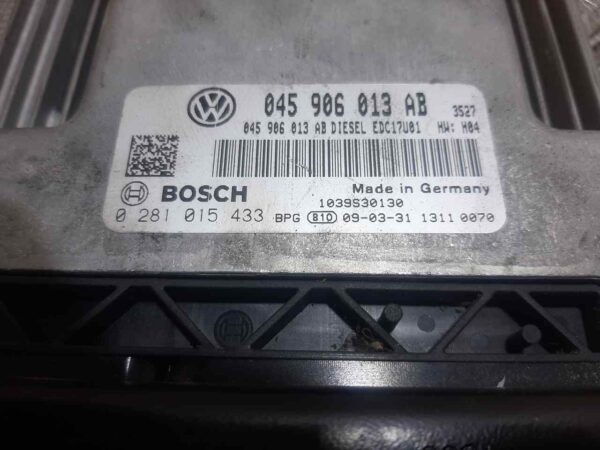 045 906 013 AB 3527
045 906 013 AB DIESEL EDC17U01 HW: H04
BOSCH Made in Germany
1039S30130
0 281 015 433 BPG 81D 09-03-31 1311 0070